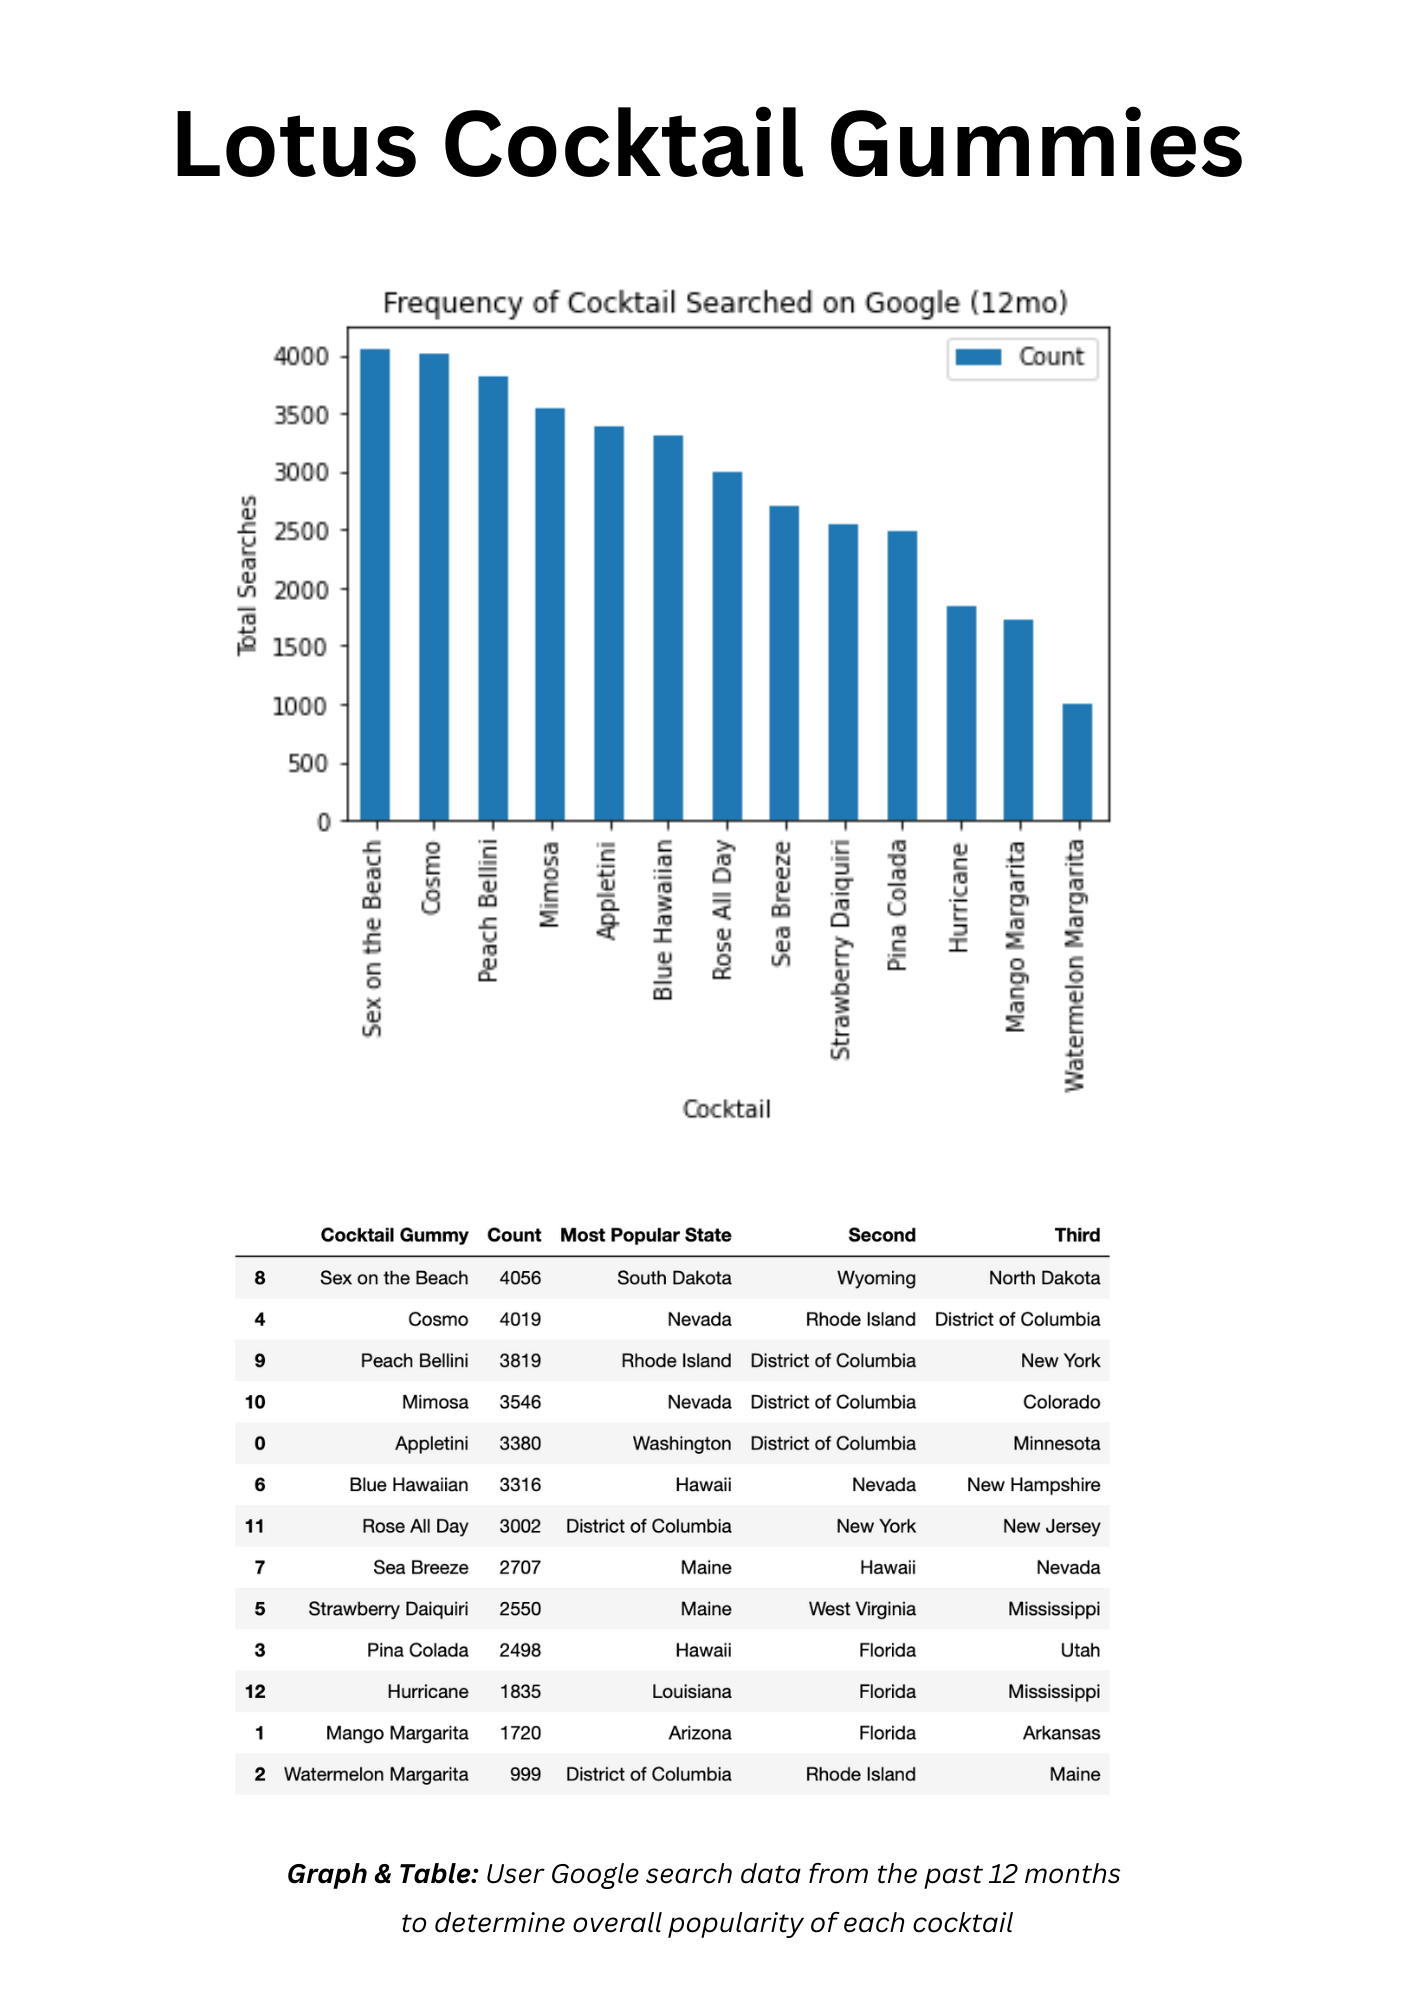 Lotus Cocktail Gummies
Frequency of Cocktail Searched on Google (12mo)
Count
4000
3500
3000
2500
2000
1500
1000
500
0
Total Searches
Sex on the Beach
Cosmo
Peach Bellini
Mimosa
Appletini
Blue Hawaiian
Rose All Day
Sea Breeze
Strawberry Daiquiri
Pina Colada
Hurricane
Mango Margarita
Watermelon Margarita
Cocktail
Cocktail Gummy Count Most Popular State Second Third
8 Sex on the Beach 4056 South Dakota Wyoming North Dakota
4 Cosmo 4019 Nevada Rhode Island District of Columbia
9 Peach Bellini 3819 Rhode Island District of Columbia New York
10 Mimosa 3546 Nevada District of Columbia Colorado
0 Appletini 3380 Washington District of Columbia Minnesota
6 Blue Hawaiian 3316 Hawaii Nevada New Hampshire
11 Rose All Day 3002 District of Columbia New York New Jersey
7 Sea Breeze 2707 Maine Hawaii Nevada
5 Strawberry Daiquiri 2550 Maine West Virginia Mississippi
3 Pina Colada 2498 Hawaii Florida Utah
12 Hurricane 1835 Louisiana Florida Mississippi
1 Mango Margarita 1720 Arizona Florida Arkansas
2 Watermelon Margarita 999 District of Columbia Rhode Island Maine
Graph & Table: User Google search data from the past 12 months
to determine overall popularity of each cocktail